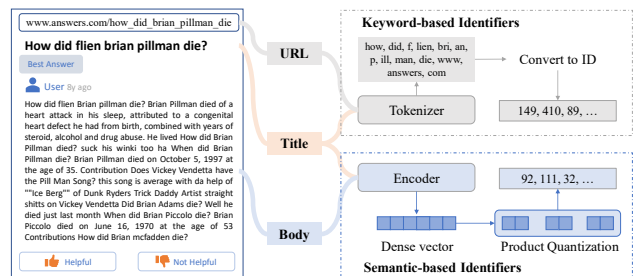 www.answers.com/how_did_brian_pillman_die
How did flien brian pillman die?
Best Answer
User 8y ago
How did flien Brian pillman die? Brian Pillman died of a
heart attack in his sleep, attributed to a congenital
heart defect he had from birth, combined with years of
steroid, alcohol and drug abuse. He lived How did Brian
Pillman died? suck his winki too ha When did Brian
Pillman die? Brian Pillman died on October 5, 1997 at
the age of 35. Contribution Does Vickey Vendetta have
the Pill Man Song? this song is average with da help of
""Ice Berg"" of Dunk Ryders Trick Daddy Artist straight
shitts on Vickey Vendetta Did Brian Adams die? Well he
died just last month When did Brian Piccolo die? Brian
Piccolo died on June 16, 1970 at the age of 53
Contributions How did Brian mcfadden die?
Helpful
Not Helpful
URL
Title
Body
Keyword-based Identifiers
how, did, f, lien, bri, an,
p, ill, man, die, www,
answers, com
Convert to ID
Tokenizer
149, 410, 89, …
Encoder
92, 111, 32, …
Dense vector
Product Quantization
Semantic-based Identifiers